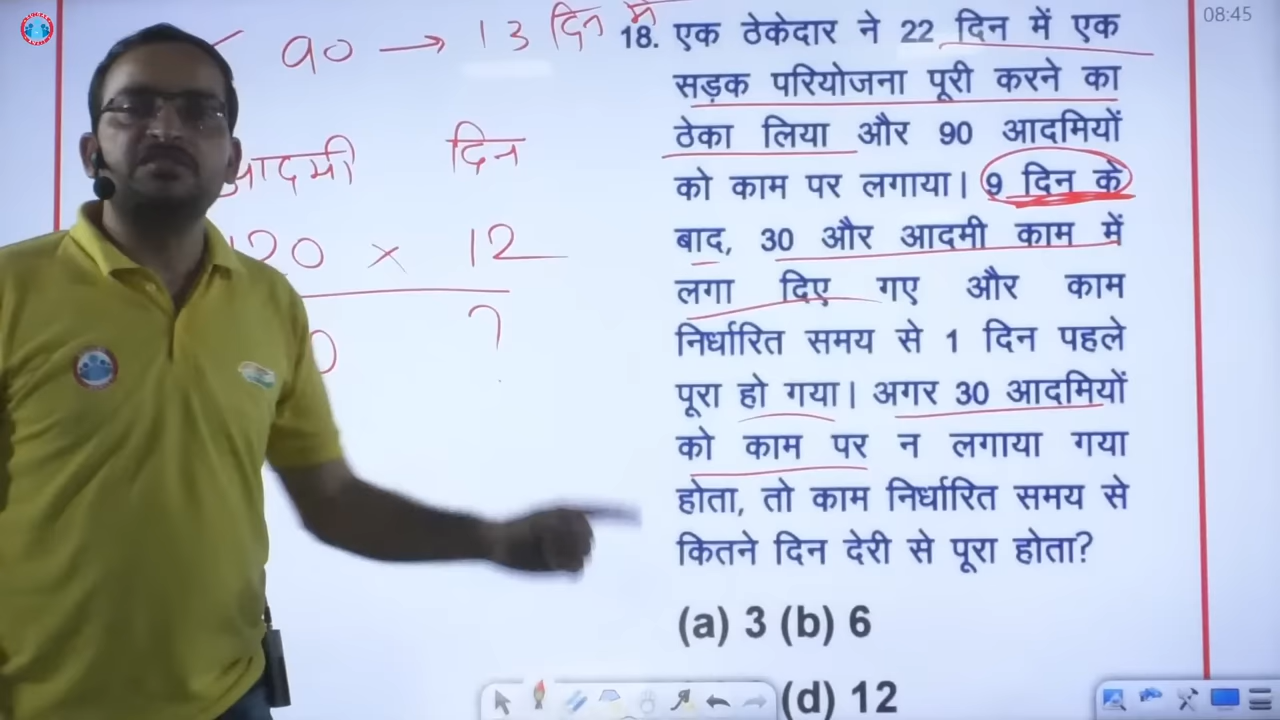 90 → 13 दिन में
आदमी दिन
120 × 12
0 ?
18. एक ठेकेदार ने 22 दिन में एक
सड़क परियोजना पूरी करने का
ठेका लिया और 90 आदमियों
को काम पर लगाया। 9 दिन के
बाद, 30 और आदमी काम में
लगा दिए गए और काम
निर्धारित समय से 1 दिन पहले
पूरा हो गया। अगर 30 आदमियों
को काम पर न लगाया गया
होता, तो काम निर्धारित समय से
कितने दिन देरी से पूरा होता?
(a) 3 (b) 6
(d) 12
08:45